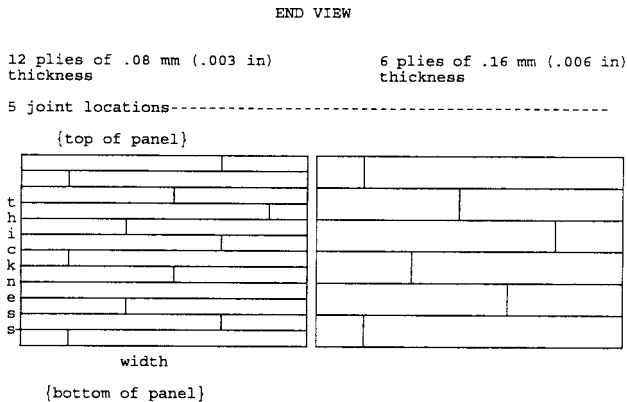 END VIEW
12 plies of .08 mm (.003 in)
thickness
6 plies of .16 mm (.006 in)
thickness
5 joint locations---------------------------------------------
{top of panel}
t
h
i
c
k
n
e
s
s
width
{bottom of panel}